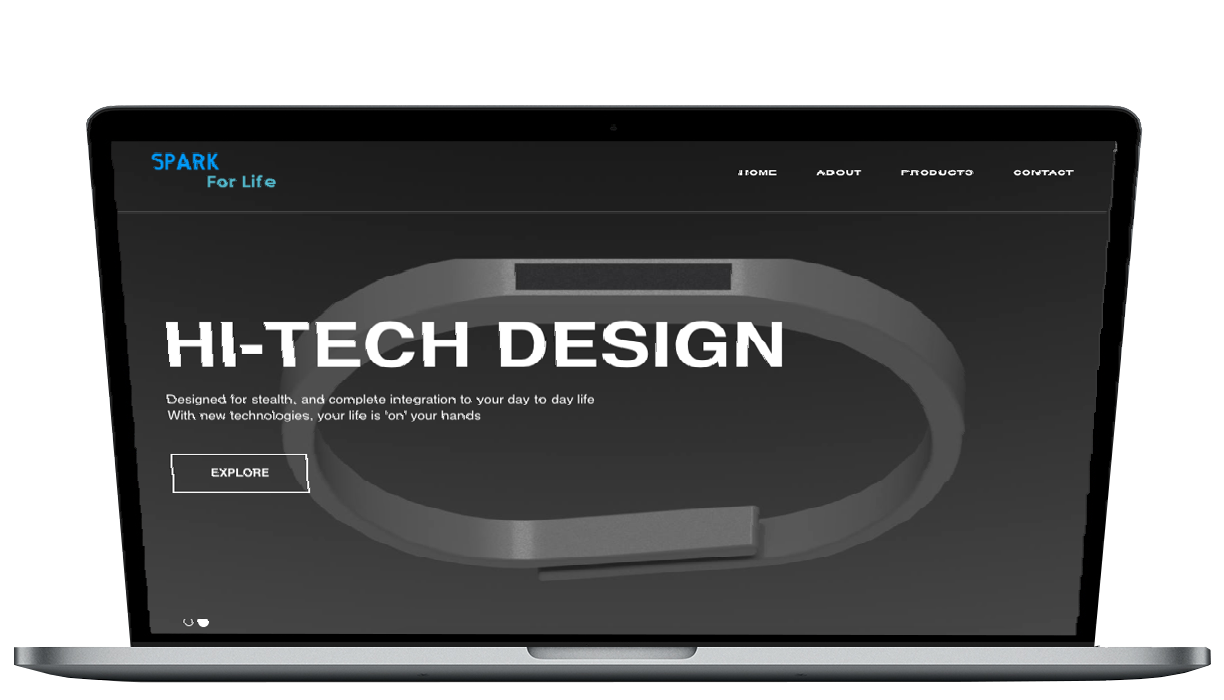 SPARK
For Life
HOME ABOUT PRODUCTS CONTACT
HI-TECH DESIGN
Designed for stealth, and complete integration to your day to day life
With new technologies, your life is 'on' your hands
EXPLORE